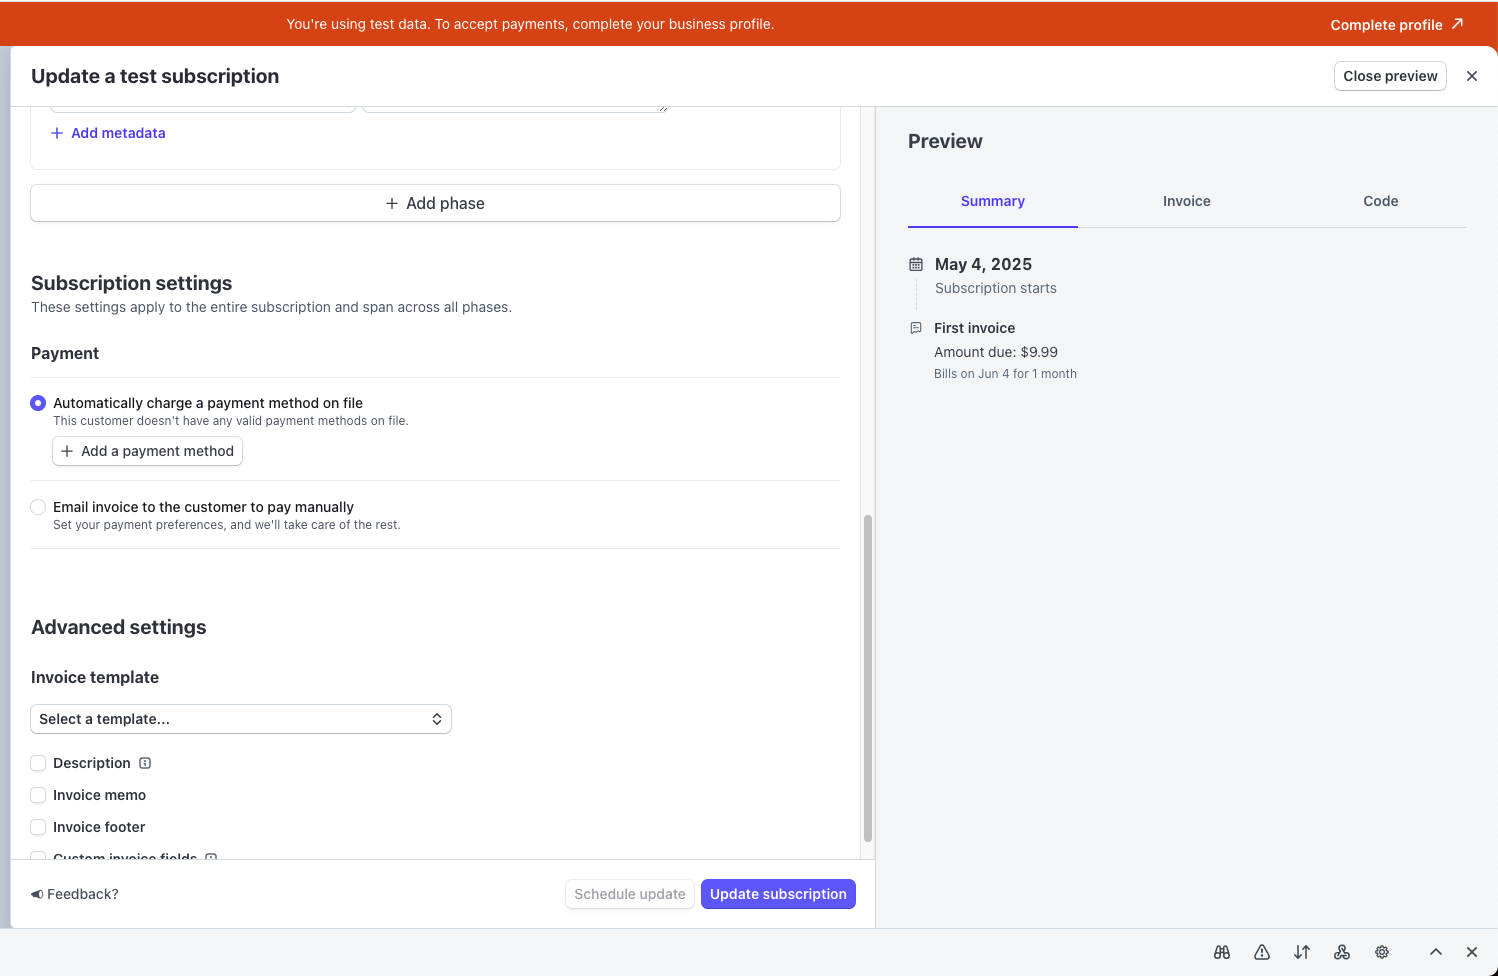 You're using test data. To accept payments, complete your business profile.
Complete profile
Update a test subscription
Close preview
Add metadata
Add phase
Subscription settings
These settings apply to the entire subscription and span across all phases.
Payment
Automatically charge a payment method on file
This customer doesn't have any valid payment methods on file.
Add a payment method
Email invoice to the customer to pay manually
Set your payment preferences, and we'll take care of the rest.
Advanced settings
Invoice template
Select a template...
Description
Invoice memo
Invoice footer
Custom invoice fields
Feedback?
Schedule update
Update subscription
Preview
Summary
Invoice
Code
May 4, 2025
Subscription starts
First invoice
Amount due: $9.99
Bills on Jun 4 for 1 month